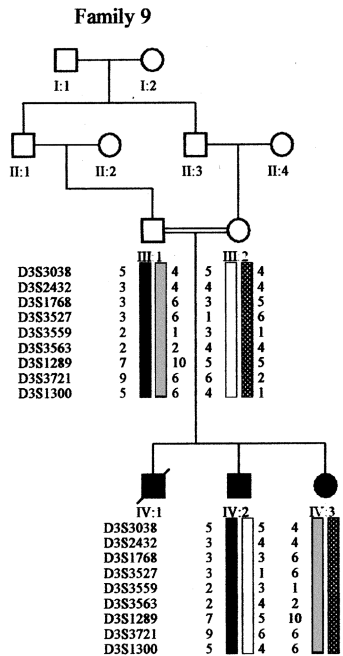 Family 9
I:1 I:2
II:1 II:2 II:3 II:4
III:1 III:2
D3S3038 5 4 5 4
D3S2432 3 4 4 4
D3S1768 3 6 3 5
D3S3527 3 6 1 6
D3S3559 2 1 3 1
D3S3563 2 2 4 4
D3S1289 7 10 5 5
D3S3721 9 6 6 2
D3S1300 5 6 4 1
IV:1 IV:2 IV:3
D3S3038 5 5 4
D3S2432 3 4 4
D3S1768 3 3 6
D3S3527 3 1 6
D3S3559 2 3 1
D3S3563 2 4 2
D3S1289 7 5 10
D3S3721 9 6 6
D3S1300 5 4 6